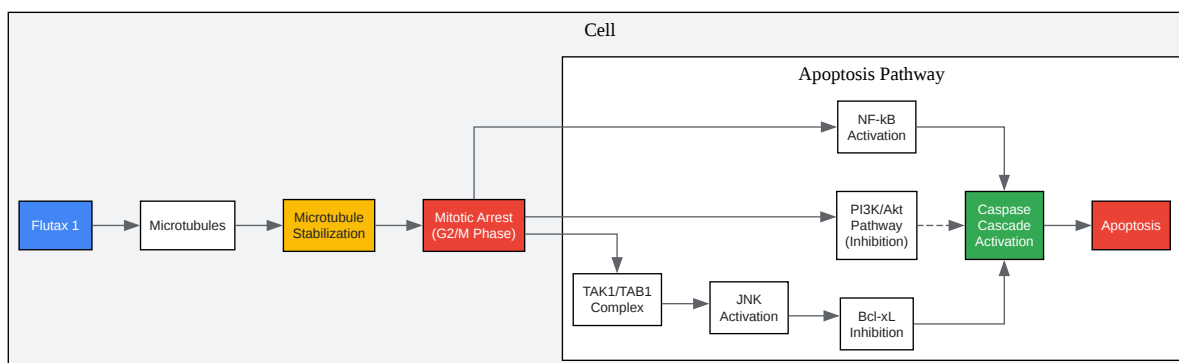 Cell
Apoptosis Pathway
NF-kB
Activation
Flutax 1
Microtubules
Microtubule
Stabilization
Mitotic Arrest
(G2/M Phase)
PI3K/Akt
Pathway
(Inhibition)
Caspase
Cascade
Activation
Apoptosis
TAK1/TAB1
Complex
JNK
Activation
Bcl-xL
Inhibition